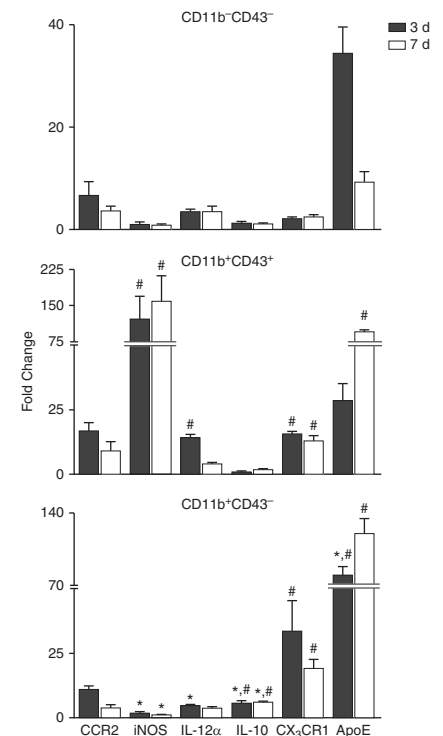 CD11b⁻CD43⁻
3 d
7 d
40
20
0
CD11b⁺CD43⁺
225
# #
150
#
75
Fold Change
25
# # #
0
CD11b⁺CD43⁻
140
#
*,#
70
#
25
#
* * * *,# *,#
0
CCR2 iNOS IL-12α IL-10 CX₃CR1 ApoE